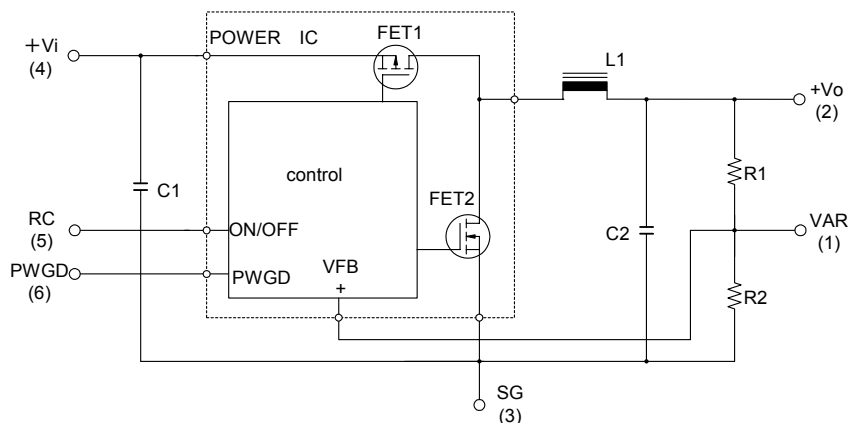 FET1
+Vi
(4)
POWER IC
L1
+Vo
(2)
control
C1
R1
FET2
RC
(5)
ON/OFF
VAR
(1)
C2
PWGD
(6)
PWGD
VFB
+
R2
SG
(3)